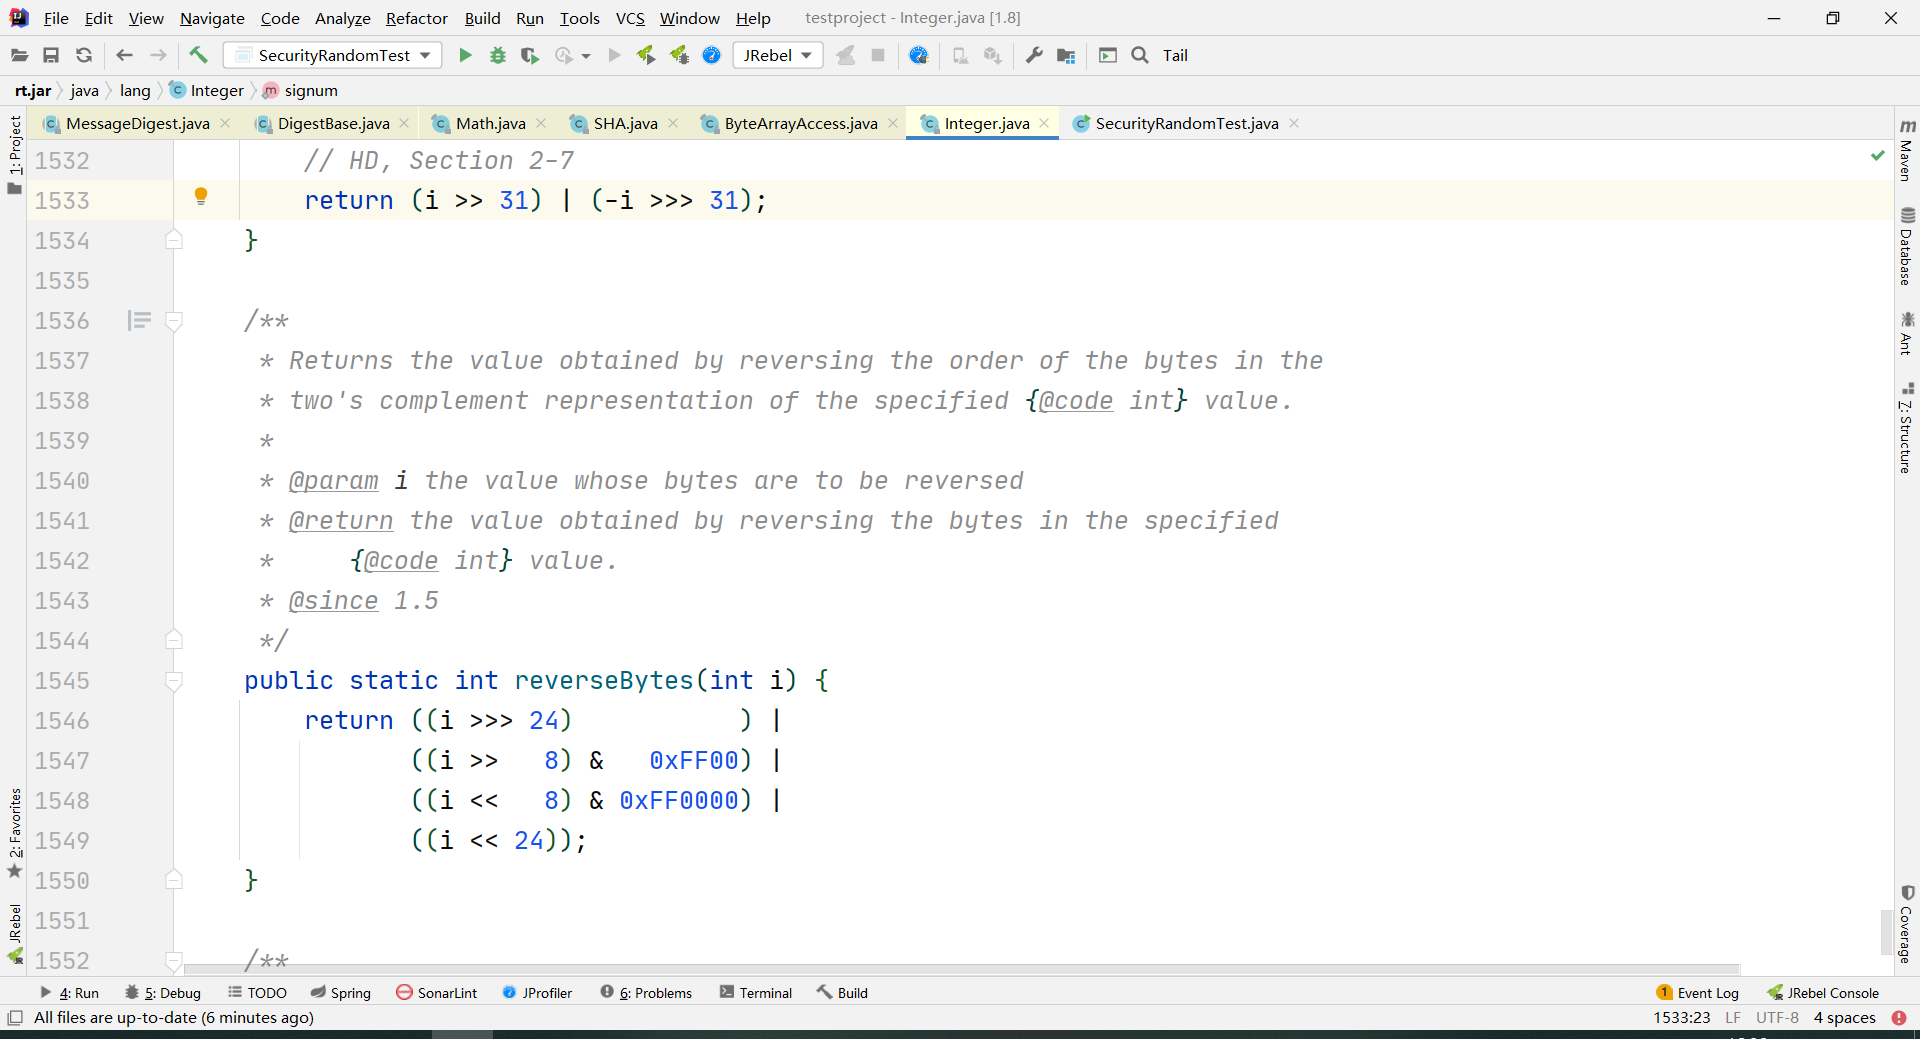 File Edit View Navigate Code Analyze Refactor Build Run Tools VCS Window Help testproject - Integer.java [1.8]
SecurityRandomTest JRebel Tail
rt.jar java lang Integer signum
MessageDigest.java DigestBase.java Math.java SHA.java ByteArrayAccess.java Integer.java SecurityRandomTest.java
1: Project
2: Favorites
JRebel
1532 // HD, Section 2-7
1533 return (i >> 31) | (-i >>> 31);
1534 }
1535
1536 /**
1537 * Returns the value obtained by reversing the order of the bytes in the
1538 * two's complement representation of the specified {@code int} value.
1539 *
1540 * @param i the value whose bytes are to be reversed
1541 * @return the value obtained by reversing the bytes in the specified
1542 *     {@code int} value.
1543 * @since 1.5
1544 */
1545 public static int reverseBytes(int i) {
1546 return ((i >>> 24)           ) |
1547 ((i >>   8) &   0xFF00) |
1548 ((i <<   8) & 0xFF0000) |
1549 ((i << 24));
1550 }
1551
1552 /**
m Maven
Database
Ant
7: Structure
Coverage
4: Run 5: Debug TODO Spring SonarLint JProfiler 6: Problems Terminal Build 1 Event Log JRebel Console
All files are up-to-date (6 minutes ago) 1533:23 LF UTF-8 4 spaces